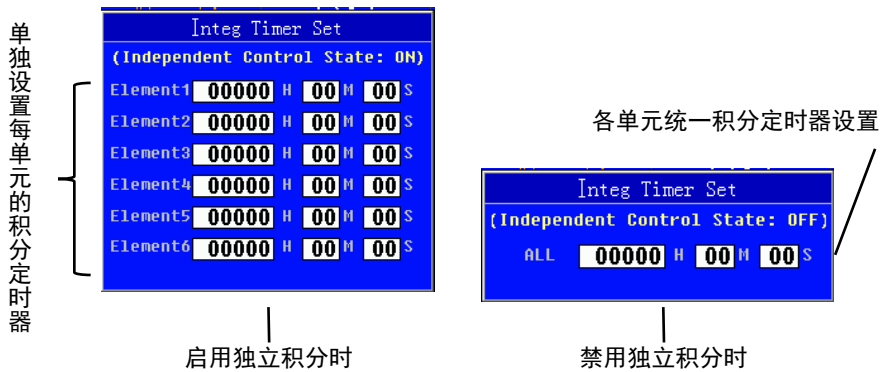 单独设置每单元的积分定时器
Integ Timer Set
(Independent Control State: ON)
Element1 00000 H 00 M 00 S
Element2 00000 H 00 M 00 S
Element3 00000 H 00 M 00 S
Element4 00000 H 00 M 00 S
Element5 00000 H 00 M 00 S
Element6 00000 H 00 M 00 S
启用独立积分时
各单元统一积分定时器设置
Integ Timer Set
(Independent Control State: OFF)
ALL 00000 H 00 M 00 S
禁用独立积分时